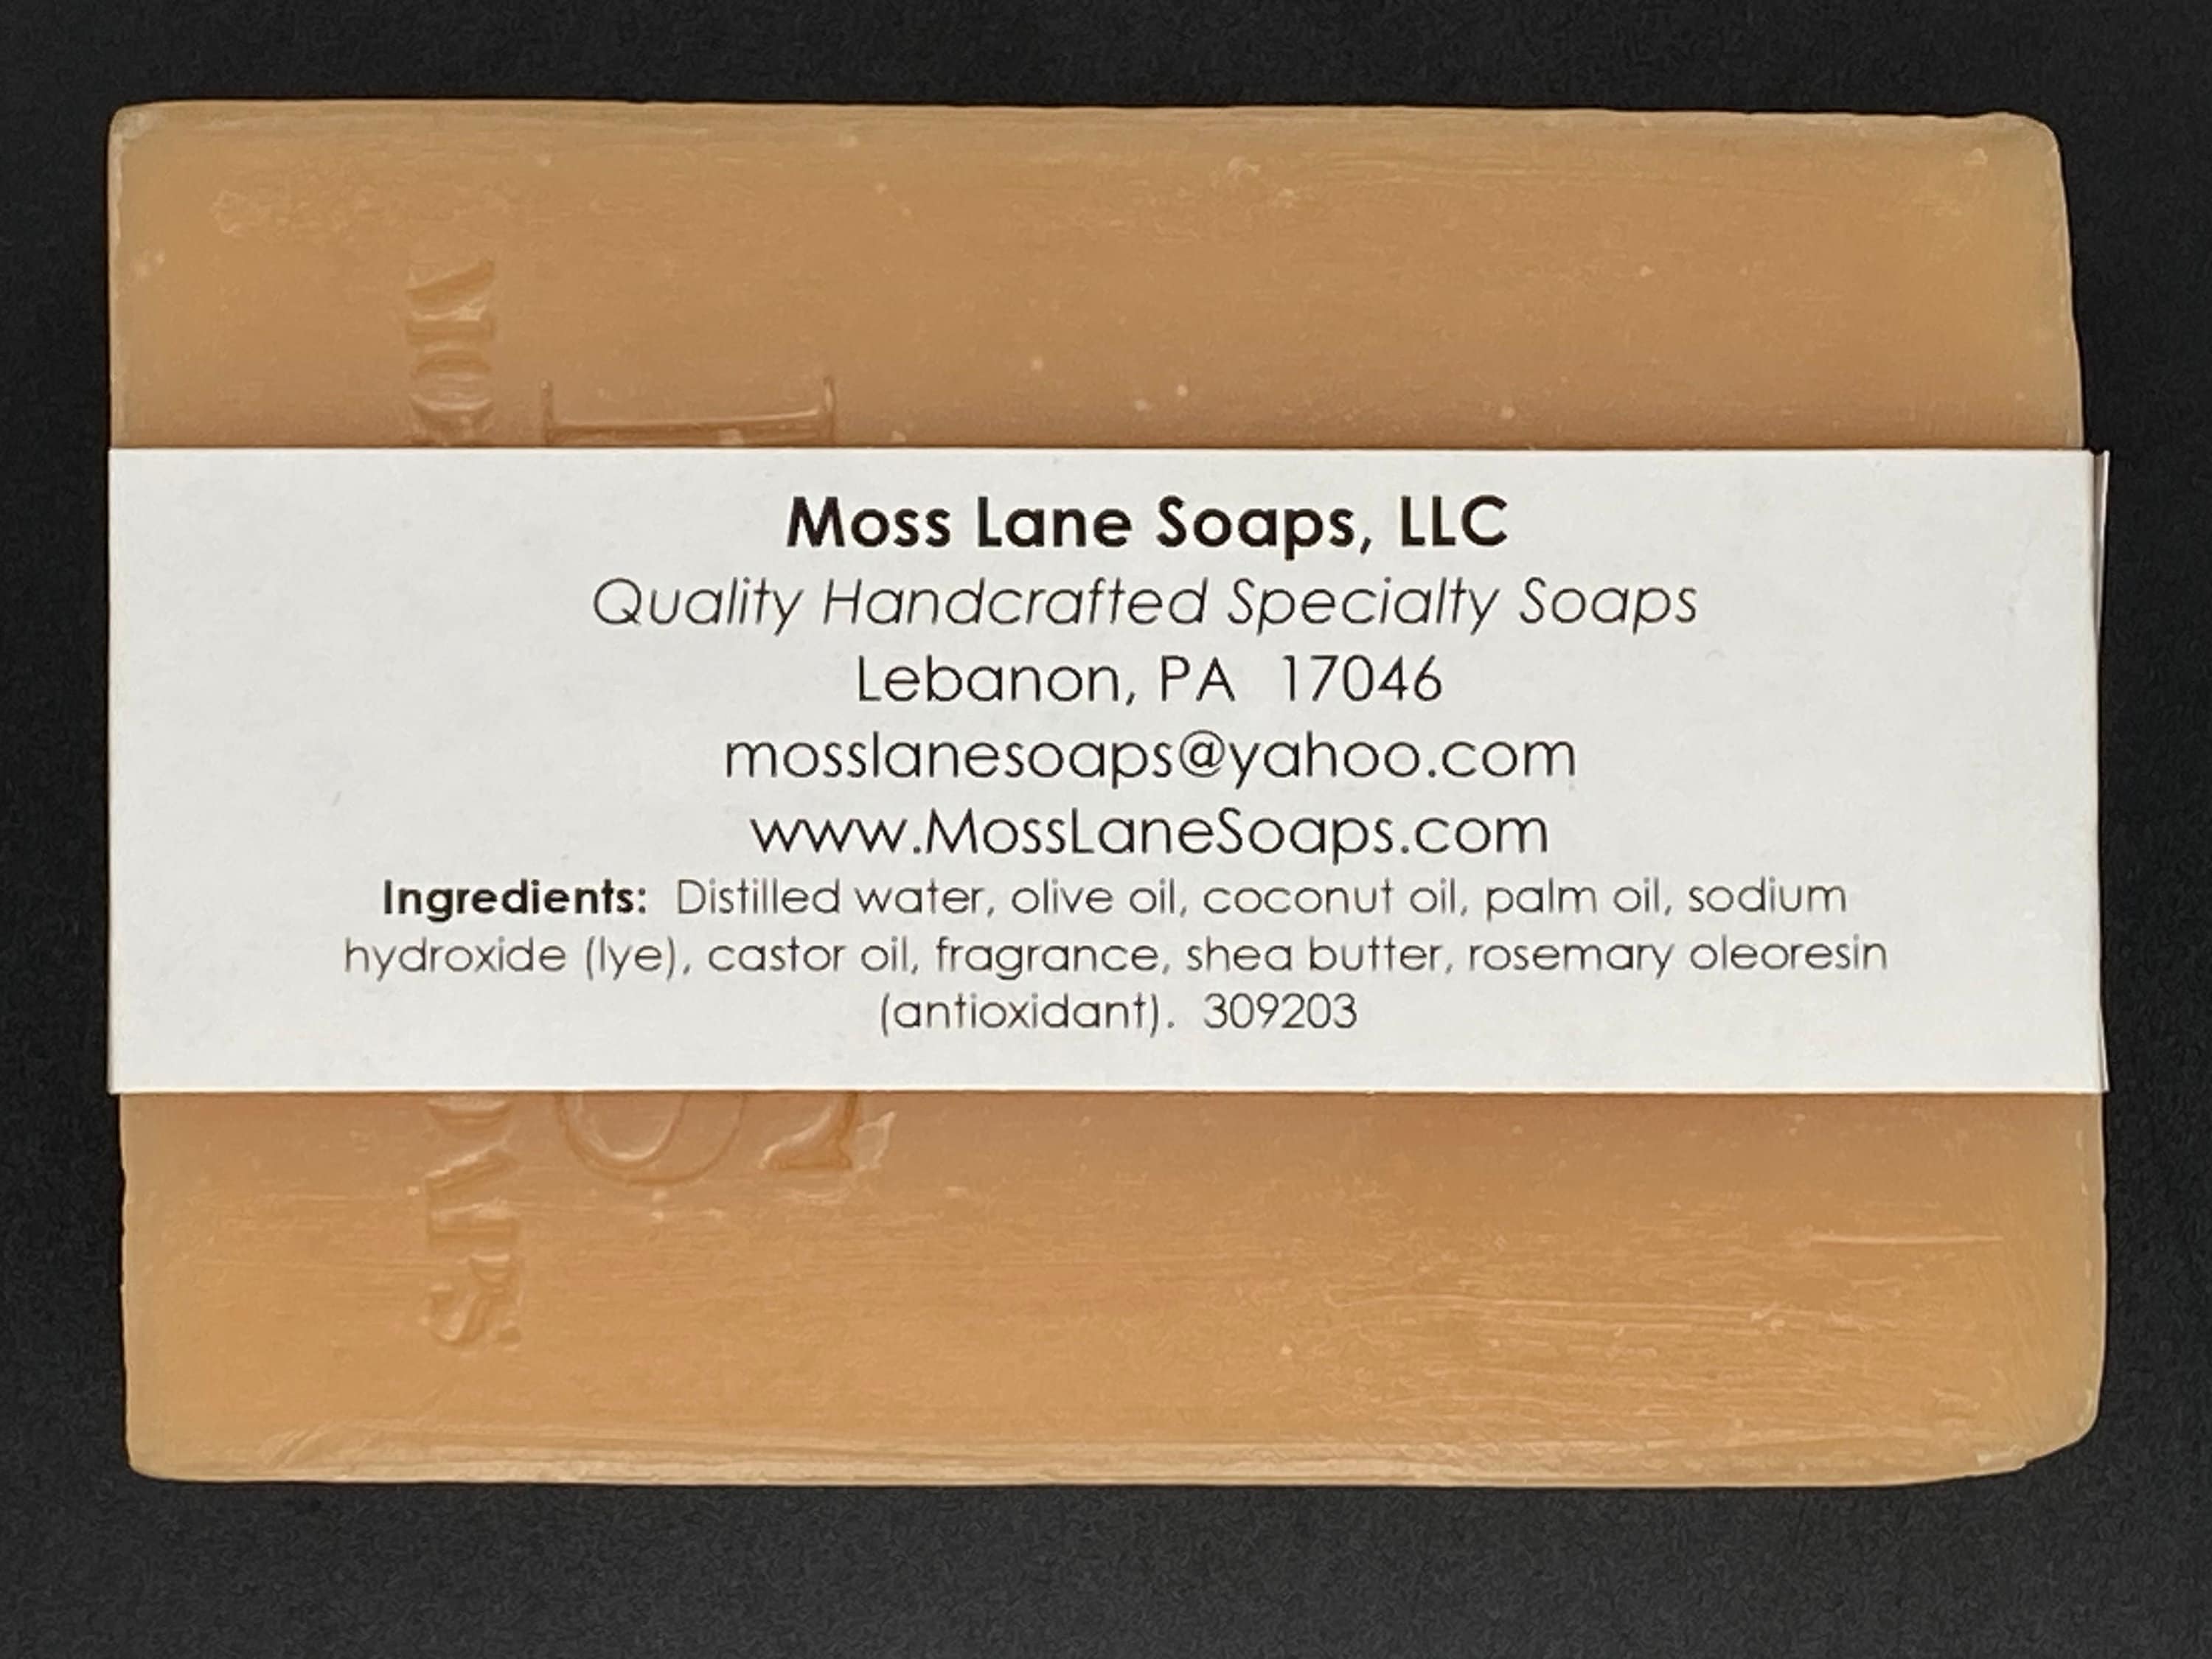 Moss Lane Soaps, LLC
Quality Handcrafted Specialty Soaps
Lebanon, PA 17046
mosslanesoaps@yahoo.com
www.MossLaneSoaps.com
Ingredients: Distilled water, olive oil, coconut oil, palm oil, sodium
hydroxide (lye), castor oil, fragrance, shea butter, rosemary oleoresin
(antioxidant). 309203